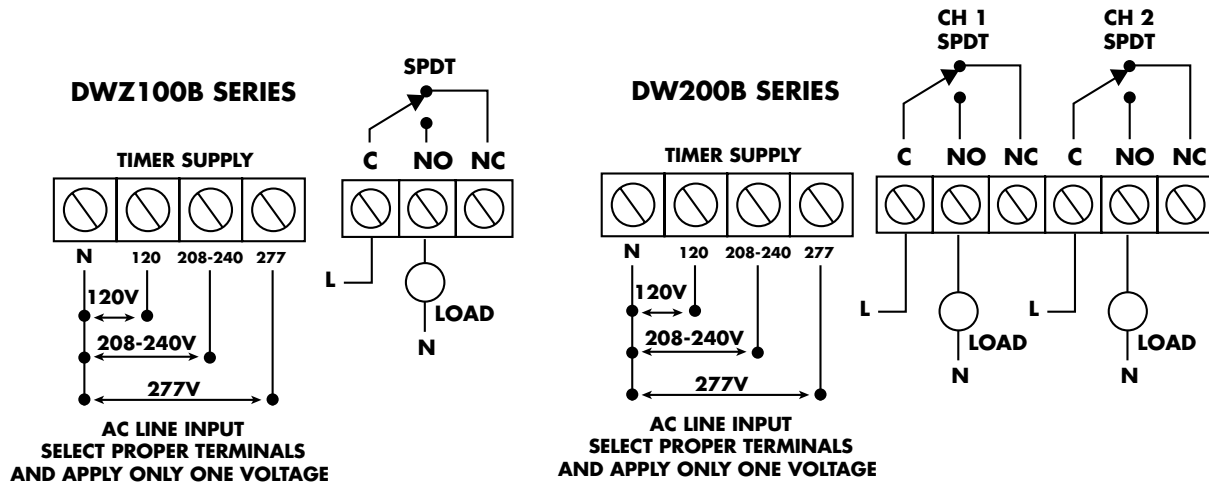 DWZ100B SERIES
SPDT
TIMER SUPPLY
C NO NC
N 120 208-240 277
120V
208-240V
277V
L
LOAD
N
AC LINE INPUT
SELECT PROPER TERMINALS
AND APPLY ONLY ONE VOLTAGE
DW200B SERIES
CH 1
SPDT
CH 2
SPDT
TIMER SUPPLY
C NO NC C NO NC
N 120 208-240 277
120V
208-240V
277V
L
LOAD
N
L
LOAD
N
AC LINE INPUT
SELECT PROPER TERMINALS
AND APPLY ONLY ONE VOLTAGE